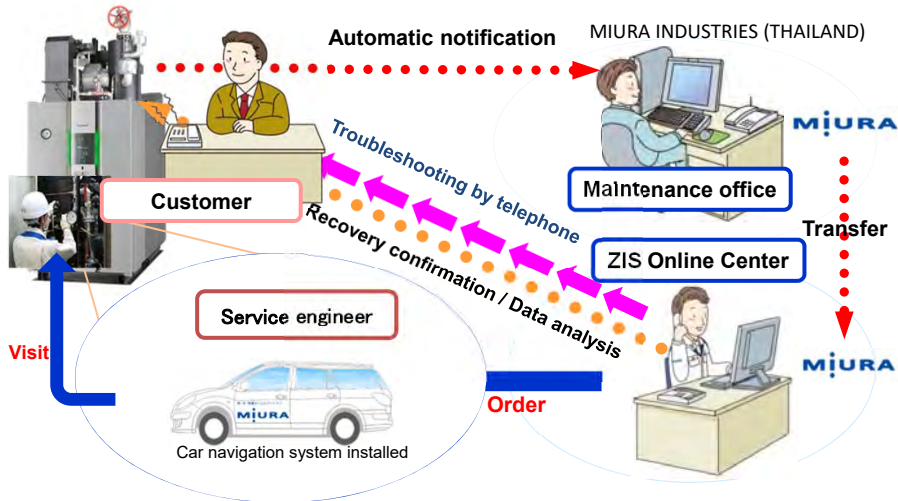 Automatic notification
MIURA INDUSTRIES (THAILAND)
MIURA
Maintenance office
Customer
Troubleshooting by telephone
Recovery confirmation / Data analysis
Transfer
ZIS Online Center
Service engineer
Visit
MIURA
Order
MIURA
Car navigation system installed